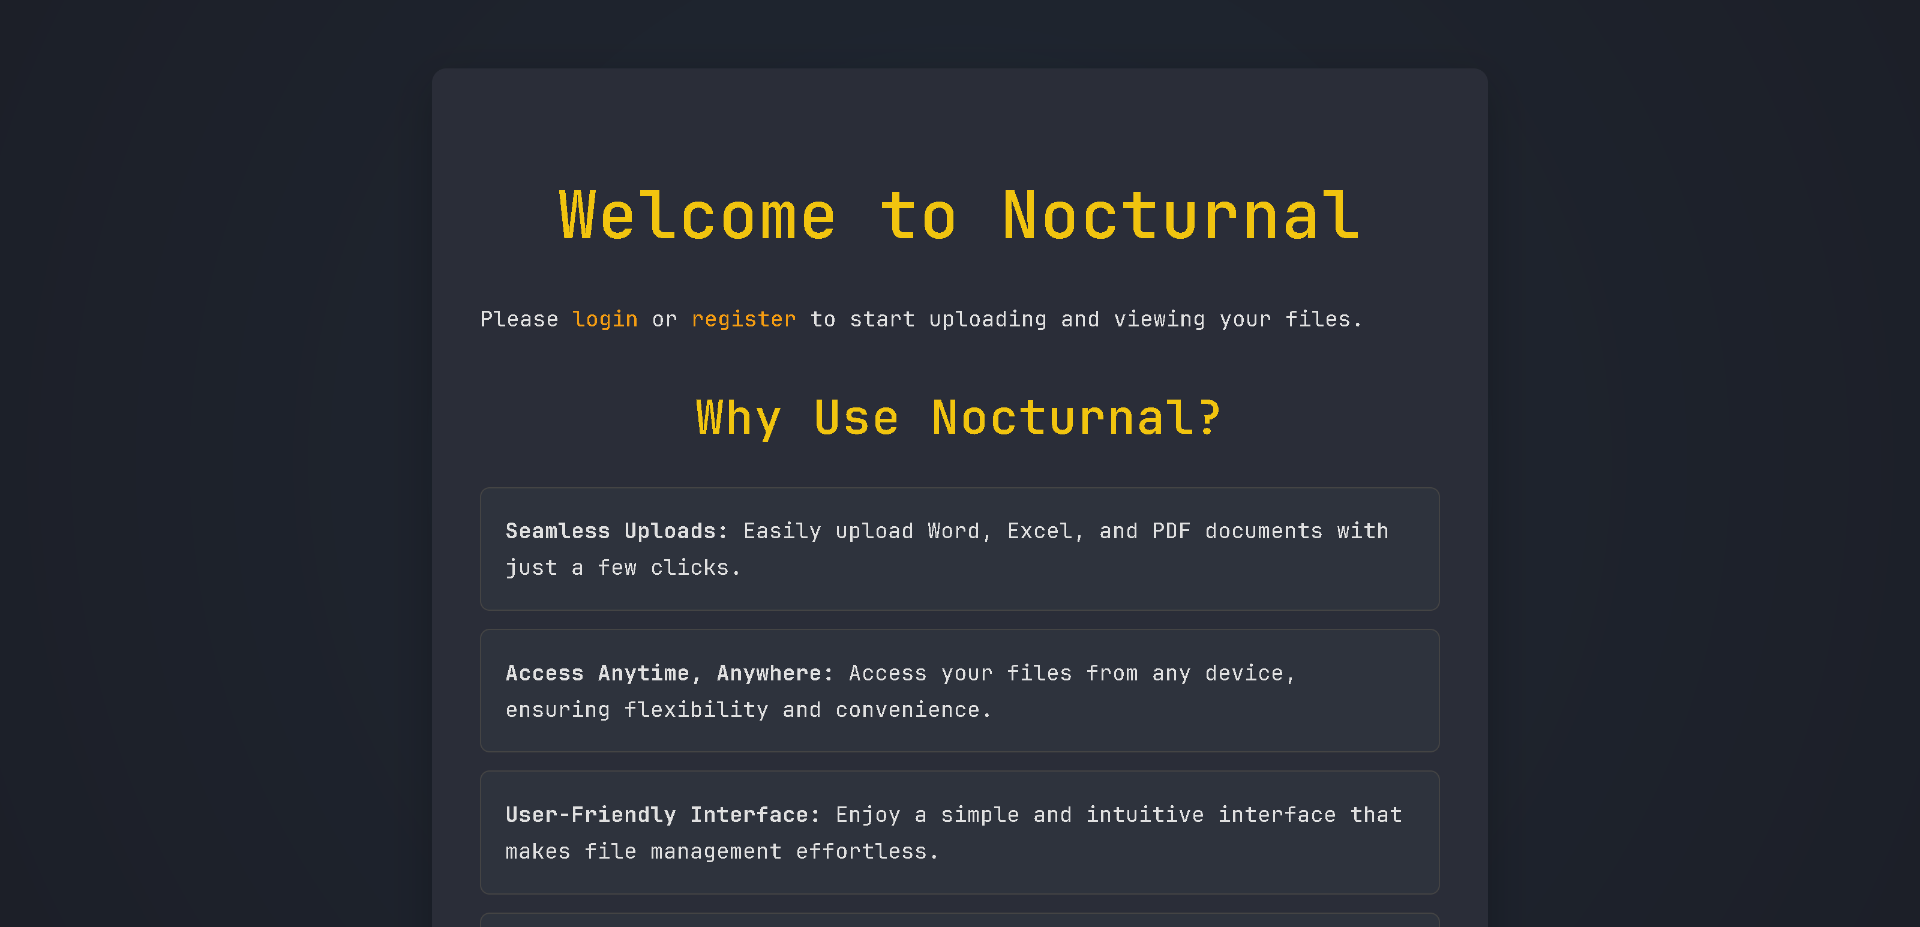 Welcome to Nocturnal
Please login or register to start uploading and viewing your files.
Why Use Nocturnal?
Seamless Uploads: Easily upload Word, Excel, and PDF documents with
just a few clicks.
Access Anytime, Anywhere: Access your files from any device,
ensuring flexibility and convenience.
User-Friendly Interface: Enjoy a simple and intuitive interface that
makes file management effortless.